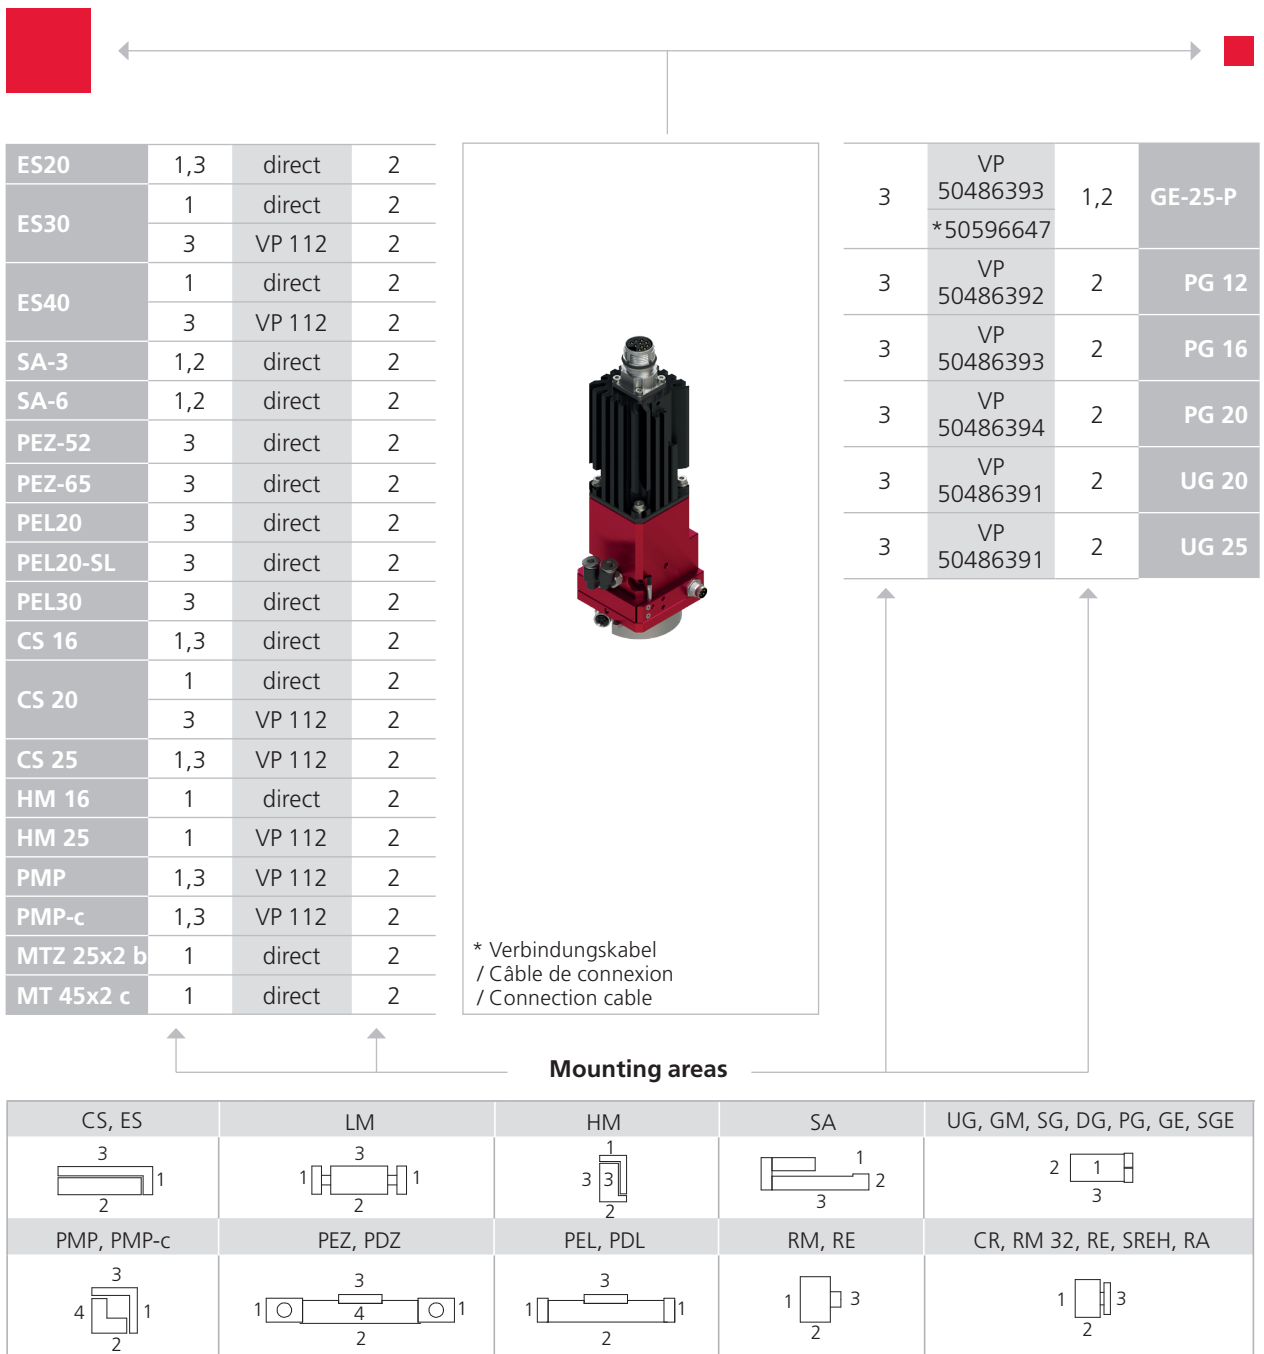 ES20 1,3 direct 2
ES30 1 direct 2
3 VP 112 2
ES40 1 direct 2
3 VP 112 2
SA-3 1,2 direct 2
SA-6 1,2 direct 2
PEZ-52 3 direct 2
PEZ-65 3 direct 2
PEL20 3 direct 2
PEL20-SL 3 direct 2
PEL30 3 direct 2
CS 16 1,3 direct 2
CS 20 1 direct 2
3 VP 112 2
CS 25 1,3 VP 112 2
HM 16 1 direct 2
HM 25 1 VP 112 2
PMP 1,3 VP 112 2
PMP-c 1,3 VP 112 2
MTZ 25x2 b 1 direct 2
MT 45x2 c 1 direct 2
* Verbindungskabel
/ Câble de connexion
/ Connection cable
3 VP 50486393 1,2 GE-25-P
*50596647
3 VP 50486392 2 PG 12
3 VP 50486393 2 PG 16
3 VP 50486394 2 PG 20
3 VP 50486391 2 UG 20
3 VP 50486391 2 UG 25
Mounting areas
CS, ES LM HM SA UG, GM, SG, DG, PG, GE, SGE
3 1 2
3 1 1 2
1 3 3 2
1 2 3
2 1 3
PMP, PMP-c PEZ, PDZ PEL, PDL RM, RE CR, RM 32, RE, SREH, RA
3 4 1 2
3 1 4 1 2
3 1 1 2
1 3 2
1 3 2